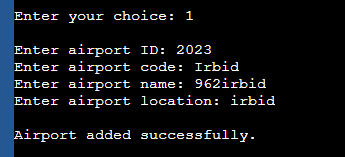 Enter your choice: 1
Enter airport ID: 2023
Enter airport code: Irbid
Enter airport name: 962irbid
Enter airport location: irbid
Airport added successfully.